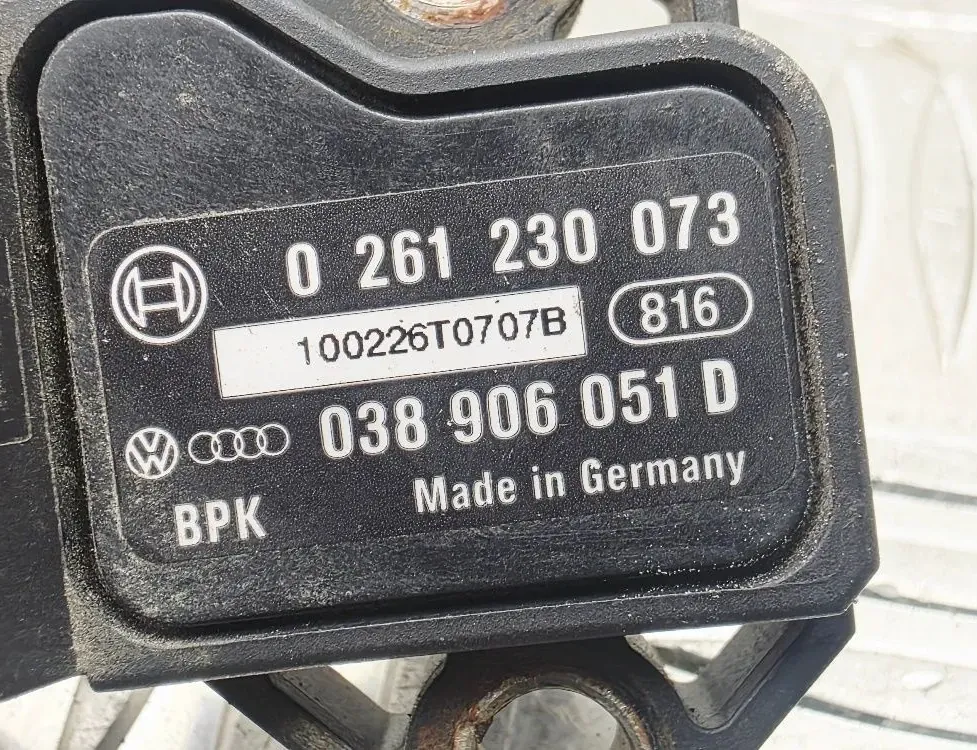 0 261 230 073
100226T0707B
816
038 906 051 D
Made in Germany
BPK